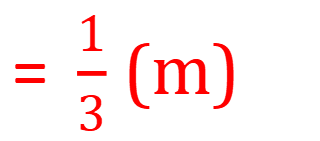 = 1/3 (m)